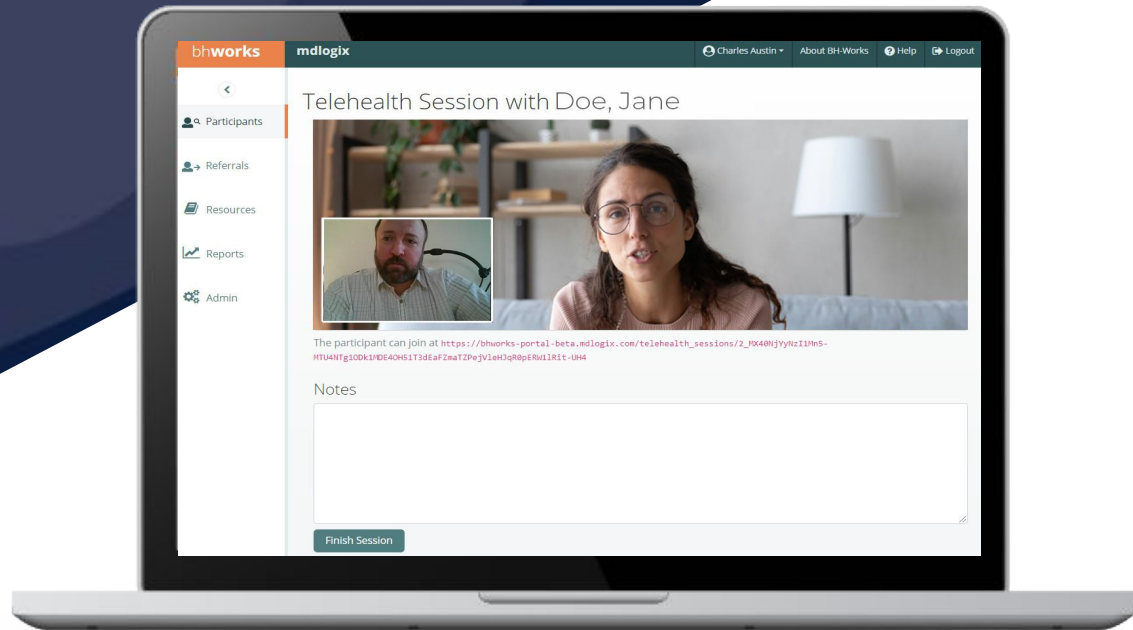 bhworks
mdlogix
Charles Austin
About BH-Works
Help
Logout
Telehealth Session with Doe, Jane
Participants
Referrals
Resources
Reports
Admin
The participant can join at https://bhworks-portal-beta.mdlogix.com/telehealth_sessions/2_MX40NjYyNzI1Mn5-
MTU4NTg1ODk1MDE4OH51T3dEaFZmaTZPejVleHJqR0pERW1lRit-UH4
Notes
Finish Session